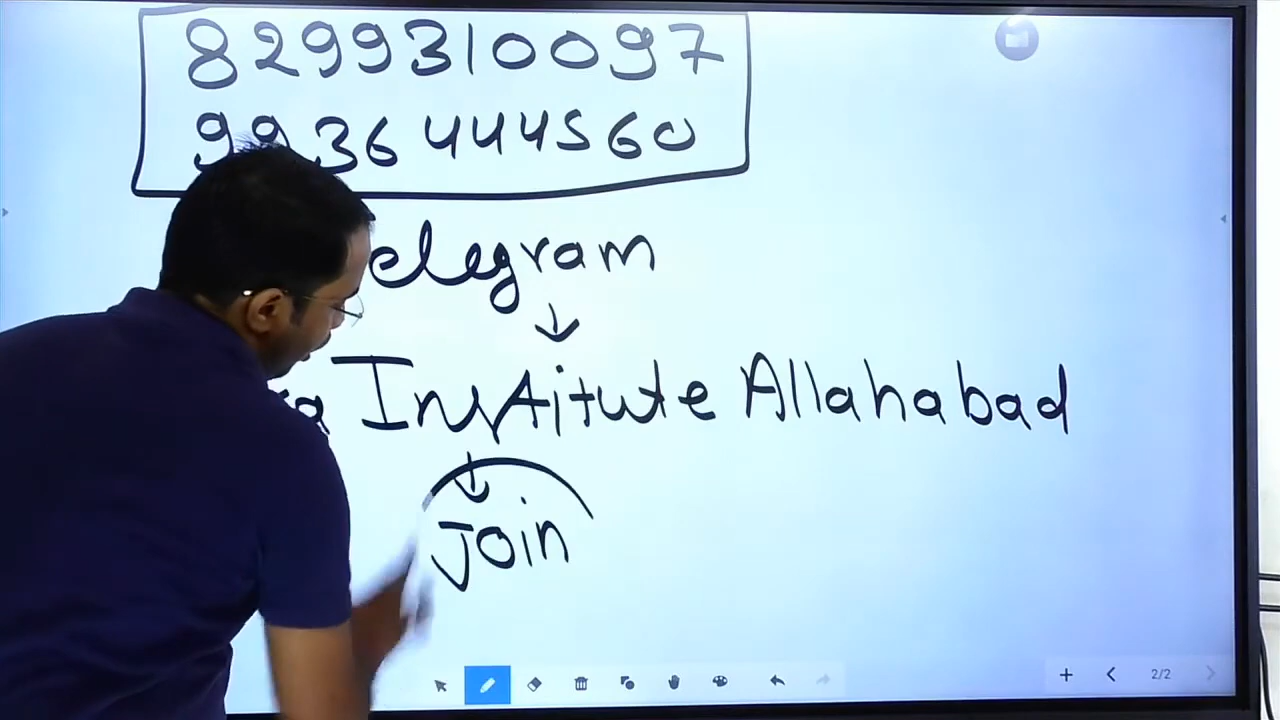 8299310097
9936444560
elegram
Institute Allahabad
Join
2/2